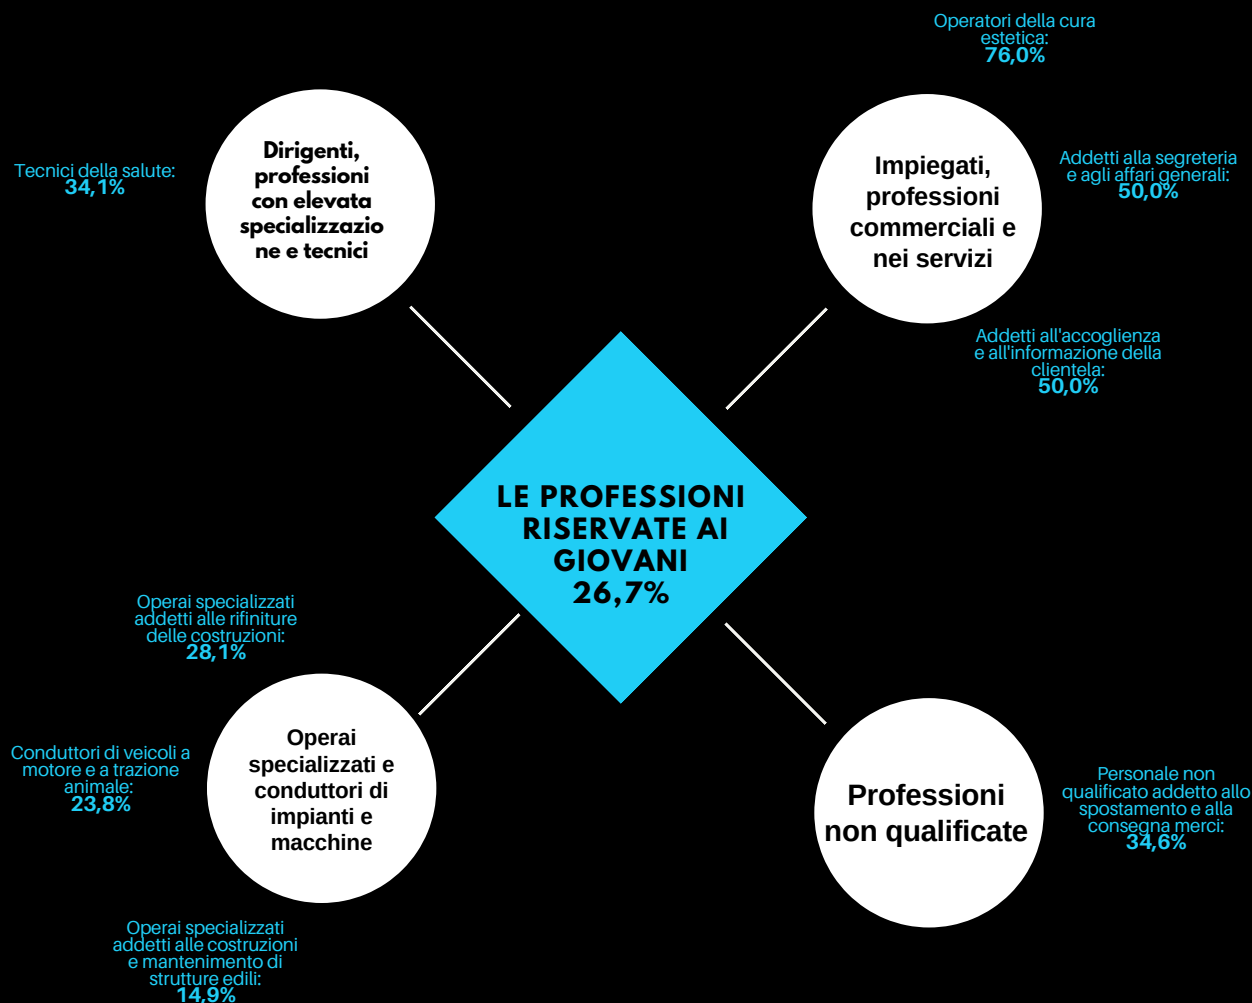 Operatori della cura
estetica:
76,0%
Dirigenti,
professioni
con elevata
specializzazio
ne e tecnici
Tecnici della salute:
34,1%
Impiegati,
professioni
commerciali e
nei servizi
Addetti alla segreteria
e agli affari generali:
50,0%
Addetti all'accoglienza
e all'informazione della
clientela:
50,0%
LE PROFESSIONI
RISERVATE AI
GIOVANI
26,7%
Operai specializzati
addetti alle rifiniture
delle costruzioni:
28,1%
Operai
specializzati e
conduttori di
impianti e
macchine
Conduttori di veicoli a
motore e a trazione
animale:
23,8%
Professioni
non qualificate
Personale non
qualificato addetto allo
spostamento e alla
consegna merci:
34,6%
Operai specializzati
addetti alle costruzioni
e mantenimento di
strutture edili:
14,9%